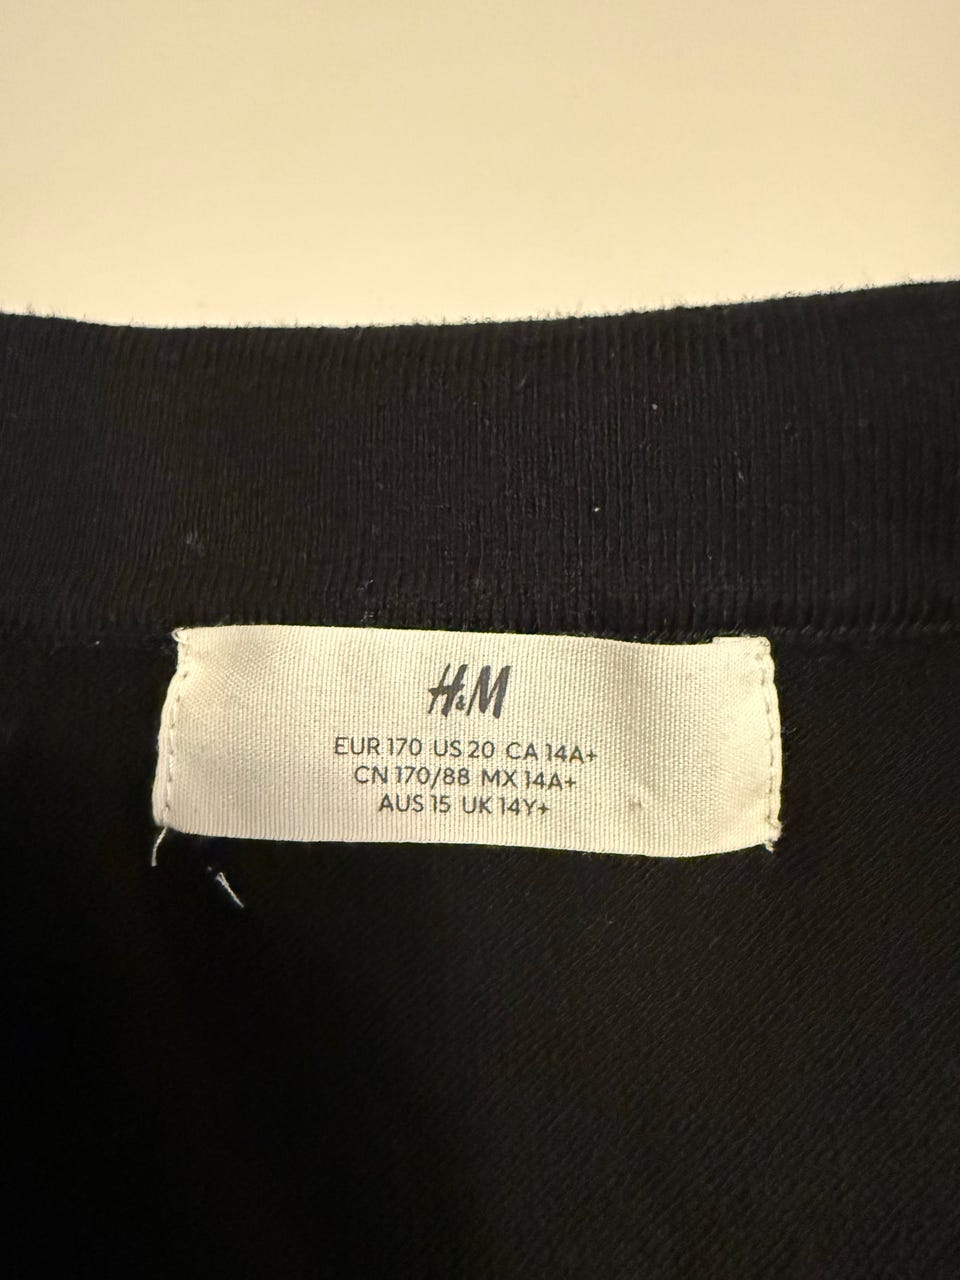 H&M
EUR 170 US 20 CA 14A+
CN 170/88 MX 14A+
AUS 15 UK 14Y+